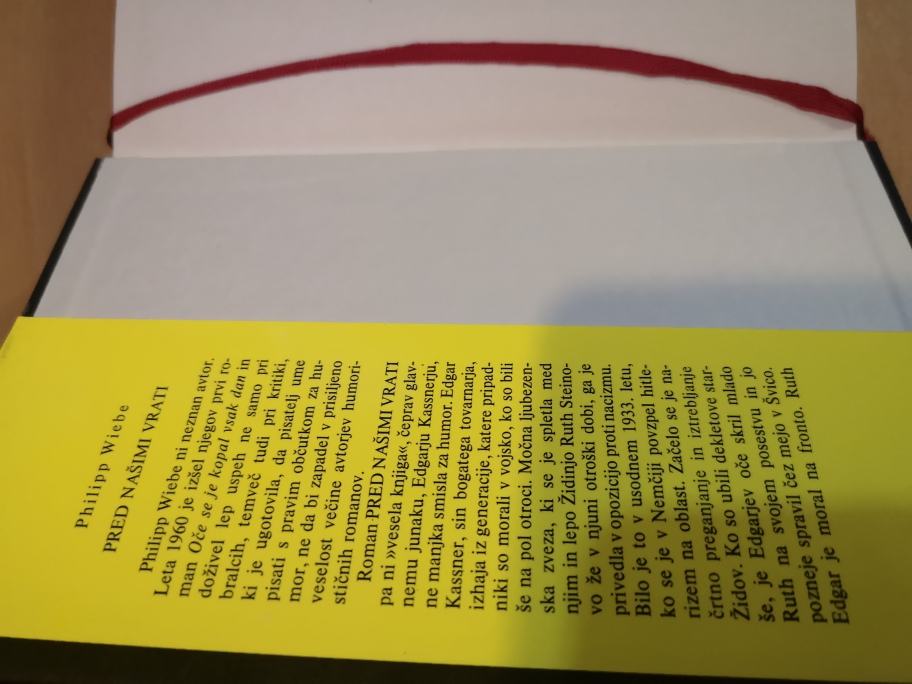 Philipp Wiebe
PRED NAŠIMI VRATI
Philipp Wiebe ni neznan avtor.
Leta 1960 je izšel njegov prvi ro-
man Oče se je kopal vsak dan in
doživel lep uspeh ne samo pri
bralcih, temveč tudi pri kritiki,
ki je ugotovila, da pisatelj ume
pisati s pravim občutkom za hu-
mor, ne da bi zapadel v prisiljeno
veselost večine avtorjev humori-
stičnih romanov.
Roman PRED NAŠIMI VRATI
pa ni »vesela knjiga«, čeprav glav-
nemu junaku, Edgarju Kassnerju,
ne manjka smisla za humor. Edgar
Kassner, sin bogatega tovarnarja,
izhaja iz generacije, katere pripad-
niki so morali v vojsko, ko so bili
še na pol otroci. Močna ljubezen-
ska zveza, ki se je spletla med
njim in lepo Židinjo Ruth Steino-
vo že v njuni otroški dobi, ga je
privedla v opozicijo proti nacizmu.
Bilo je to v usodnem 1933. letu,
ko se je v Nemčiji povzpel hitle-
rizem na oblast. Začelo se je na-
črtno preganjanje in iztrebljanje
Židov. Ko so ubili dekletove star-
še, je Edgarjev oče skril mlado
Ruth na svojem posestvu in jo
pozneje spravil čez mejo v Švico.
Edgar je moral na fronto. Ruth